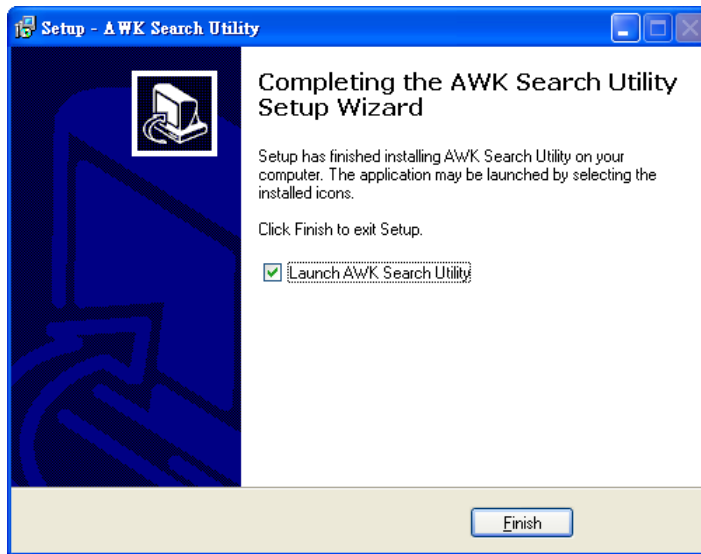 Setup - AWK Search Utility
Completing the AWK Search Utility
Setup Wizard
Setup has finished installing AWK Search Utility on your
computer. The application may be launched by selecting the
installed icons.
Click Finish to exit Setup.
Launch AWK Search Utility
Finish